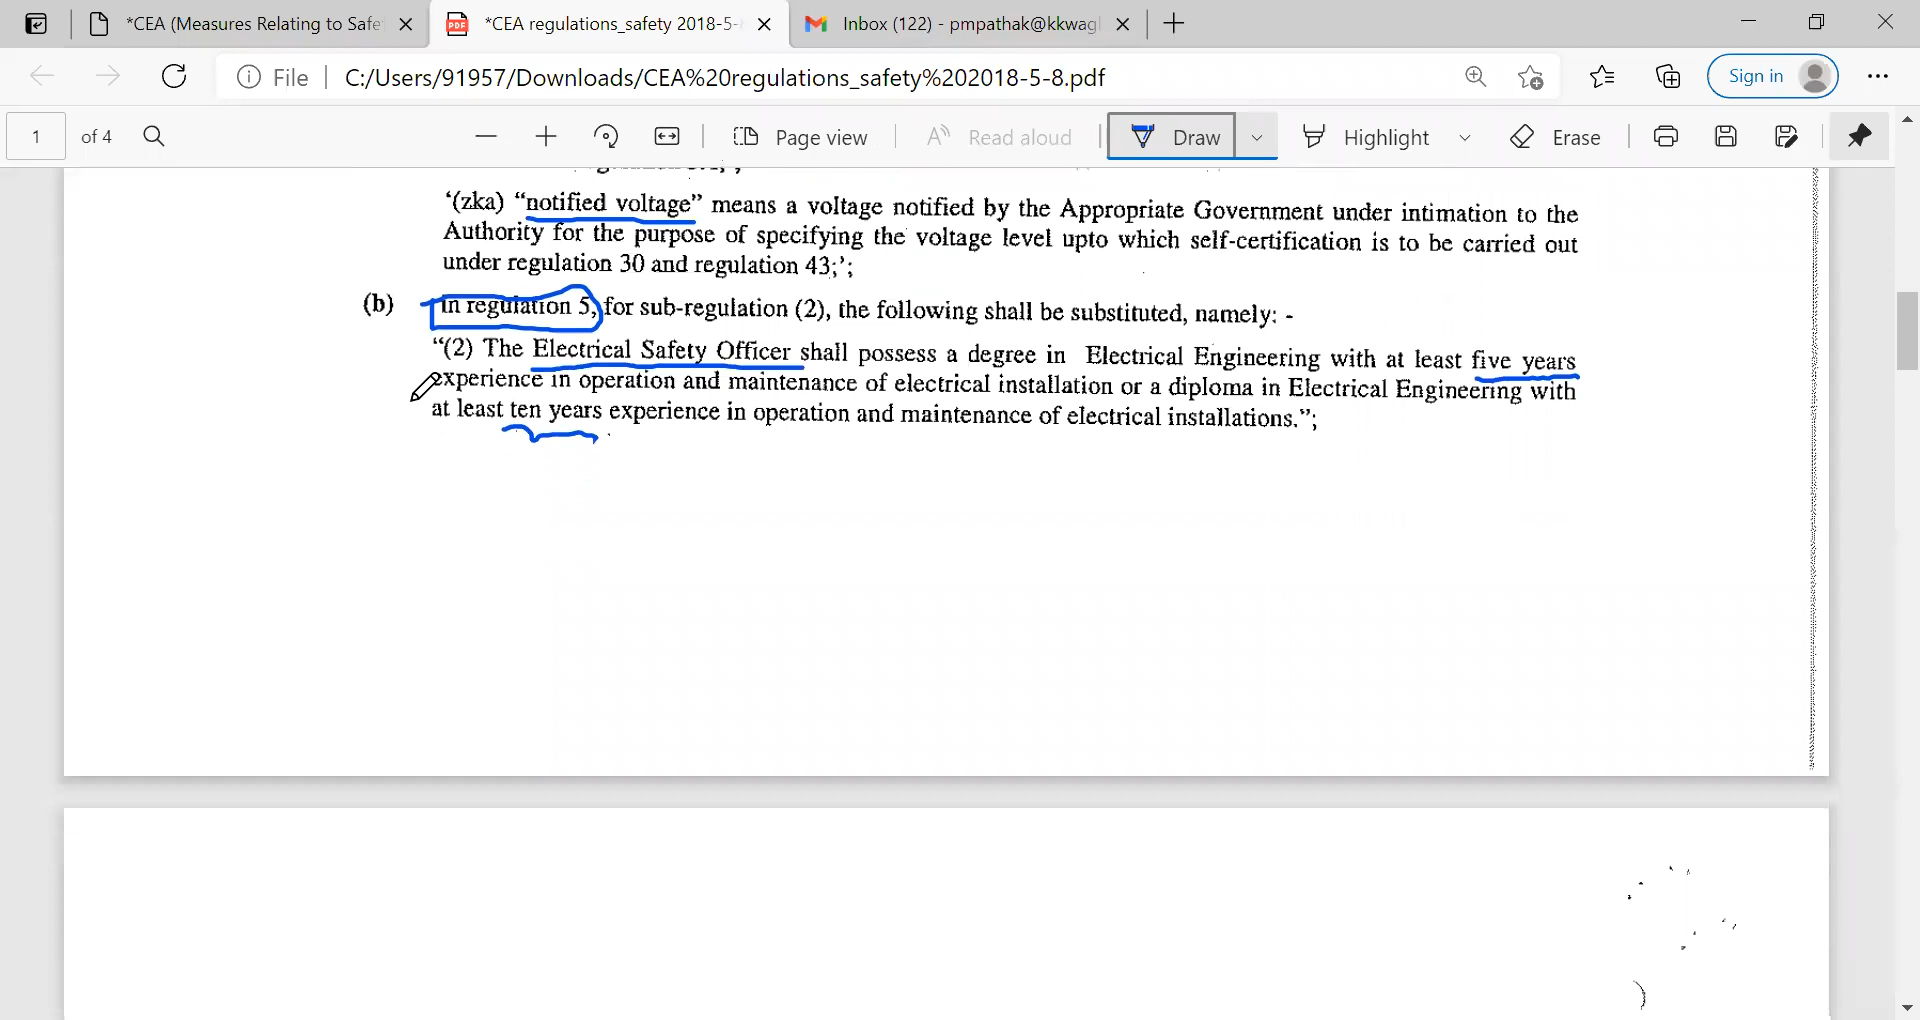 *CEA (Measures Relating to Safe
*CEA regulations_safety 2018-5-
Inbox (122) - pmpathak@kkwagl
File
C:/Users/91957/Downloads/CEA%20regulations_safety%202018-5-8.pdf
Sign in
1 of 4
Page view
Read aloud
Draw
Highlight
Erase
‘(zka) “notified voltage” means a voltage notified by the Appropriate Government under intimation to the
Authority for the purpose of specifying the voltage level upto which self-certification is to be carried out
under regulation 30 and regulation 43;’;
(b) in regulation 5, for sub-regulation (2), the following shall be substituted, namely: -
“(2) The Electrical Safety Officer shall possess a degree in Electrical Engineering with at least five years
experience in operation and maintenance of electrical installation or a diploma in Electrical Engineering with
at least ten years experience in operation and maintenance of electrical installations.”;